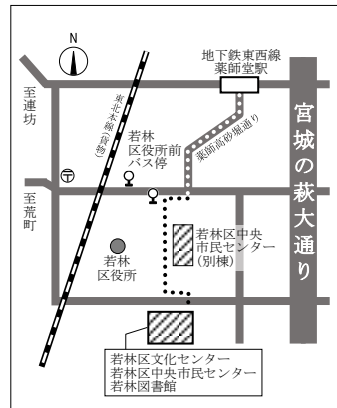 N
地下鉄東西線
薬師堂駅
至連坊
東北本線(貨物)
宮城の萩大通り
薬師高砂堀通り
若林
区役所前
バス停
至荒町
若林区中央
市民センター
(別棟)
若林
区役所
若林区文化センター
若林区中央市民センター
若林図書館